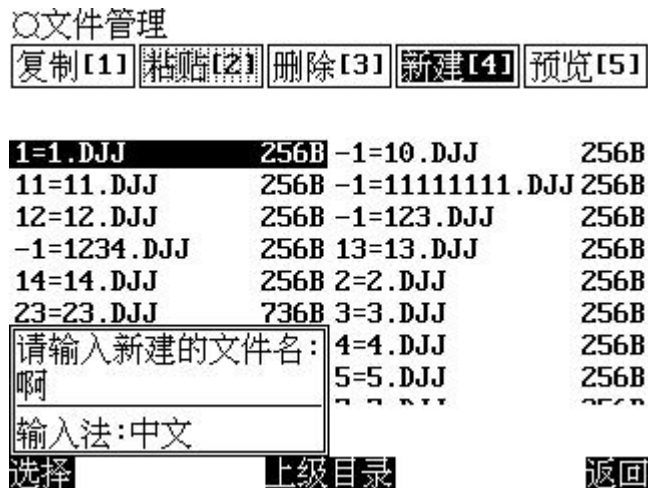 文件管理
复制[1] 粘贴[2] 删除[3] 新建[4] 预览[5]
1=1.DJJ 256B -1=10.DJJ 256B
11=11.DJJ 256B -1=11111111.DJJ 256B
12=12.DJJ 256B -1=123.DJJ 256B
-1=1234.DJJ 256B 13=13.DJJ 256B
14=14.DJJ 256B 2=2.DJJ 256B
23=23.DJJ 736B 3=3.DJJ 256B
请输入新建的文件名: 4=4.DJJ 256B
啊 5=5.DJJ 256B
输入法:中文
选择 上级目录 返回